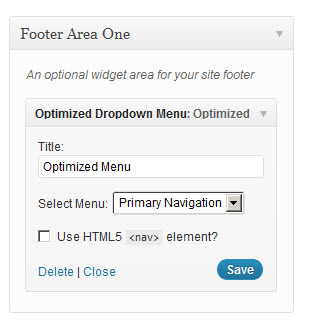 Footer Area One
An optional widget area for your site footer
Optimized Dropdown Menu: Optimized
Title:
Optimized Menu
Select Menu: Primary Navigation
Use HTML5 <nav> element?
Delete | Close Save